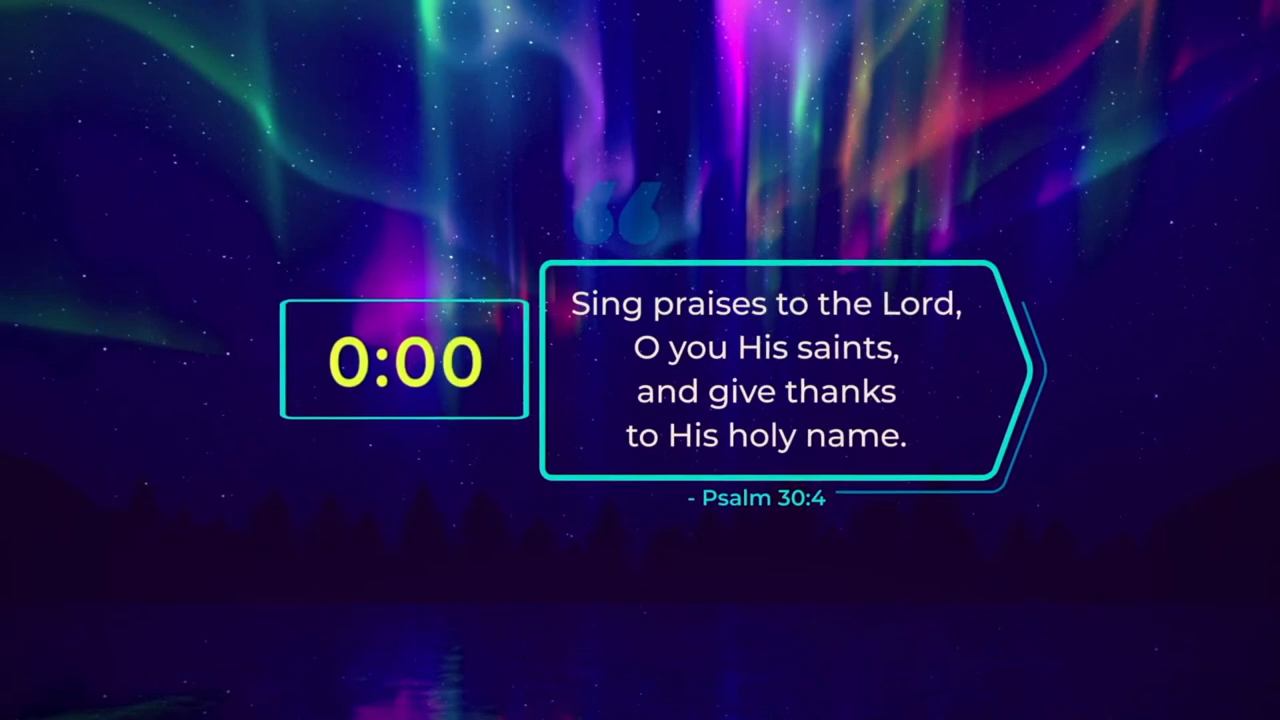 0:00
“
Sing praises to the Lord,
O you His saints,
and give thanks
to His holy name.
- Psalm 30:4